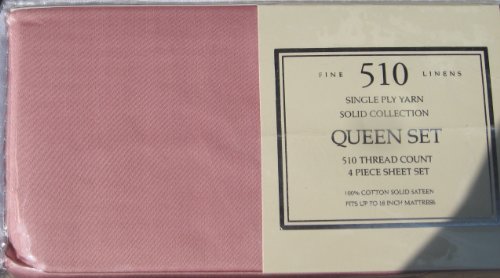 FINE 510 LINENS
SINGLE PLY YARN
SOLID COLLECTION
QUEEN SET
510 THREAD COUNT
4 PIECE SHEET SET
100% COTTON SOLID SATEEN
FITS UP TO 18 INCH MATTRESS